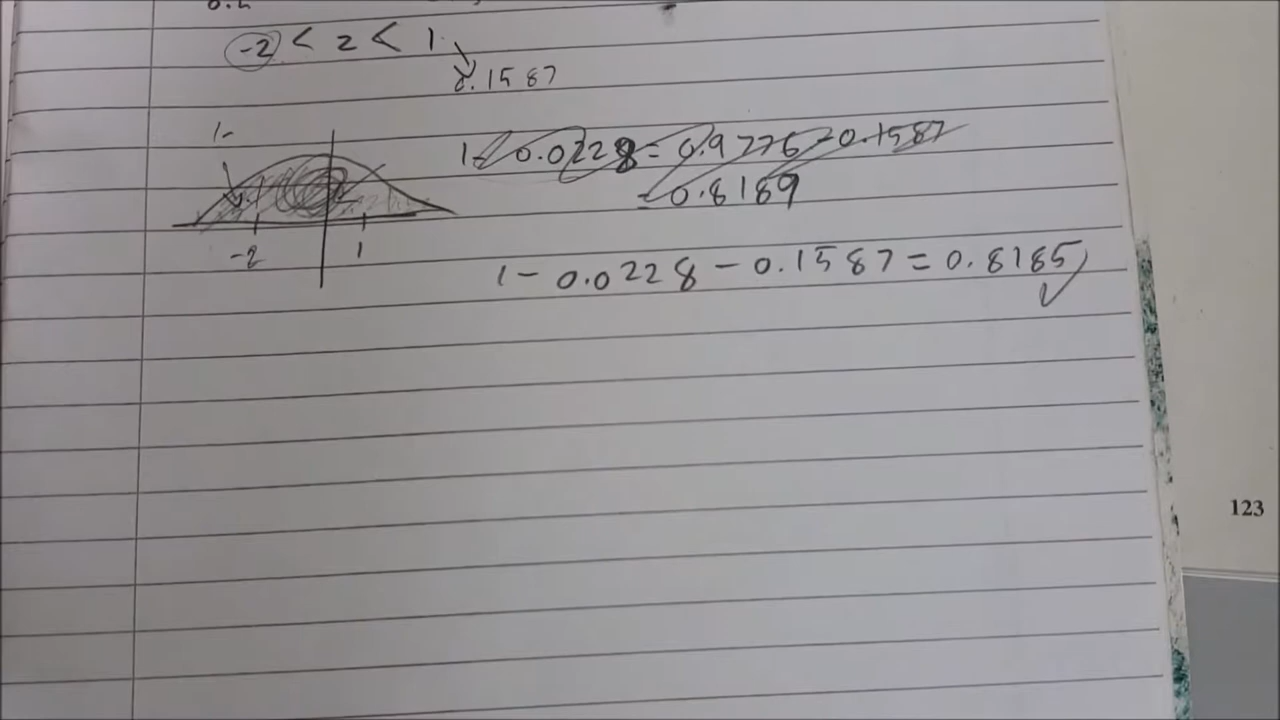 -2 < z < 1
0.1587
1-
1 - 0.0228 = 0.9776 - 0.1587
= 0.8189
-2 1
1 - 0.0228 - 0.1587 = 0.8185 ✓
123